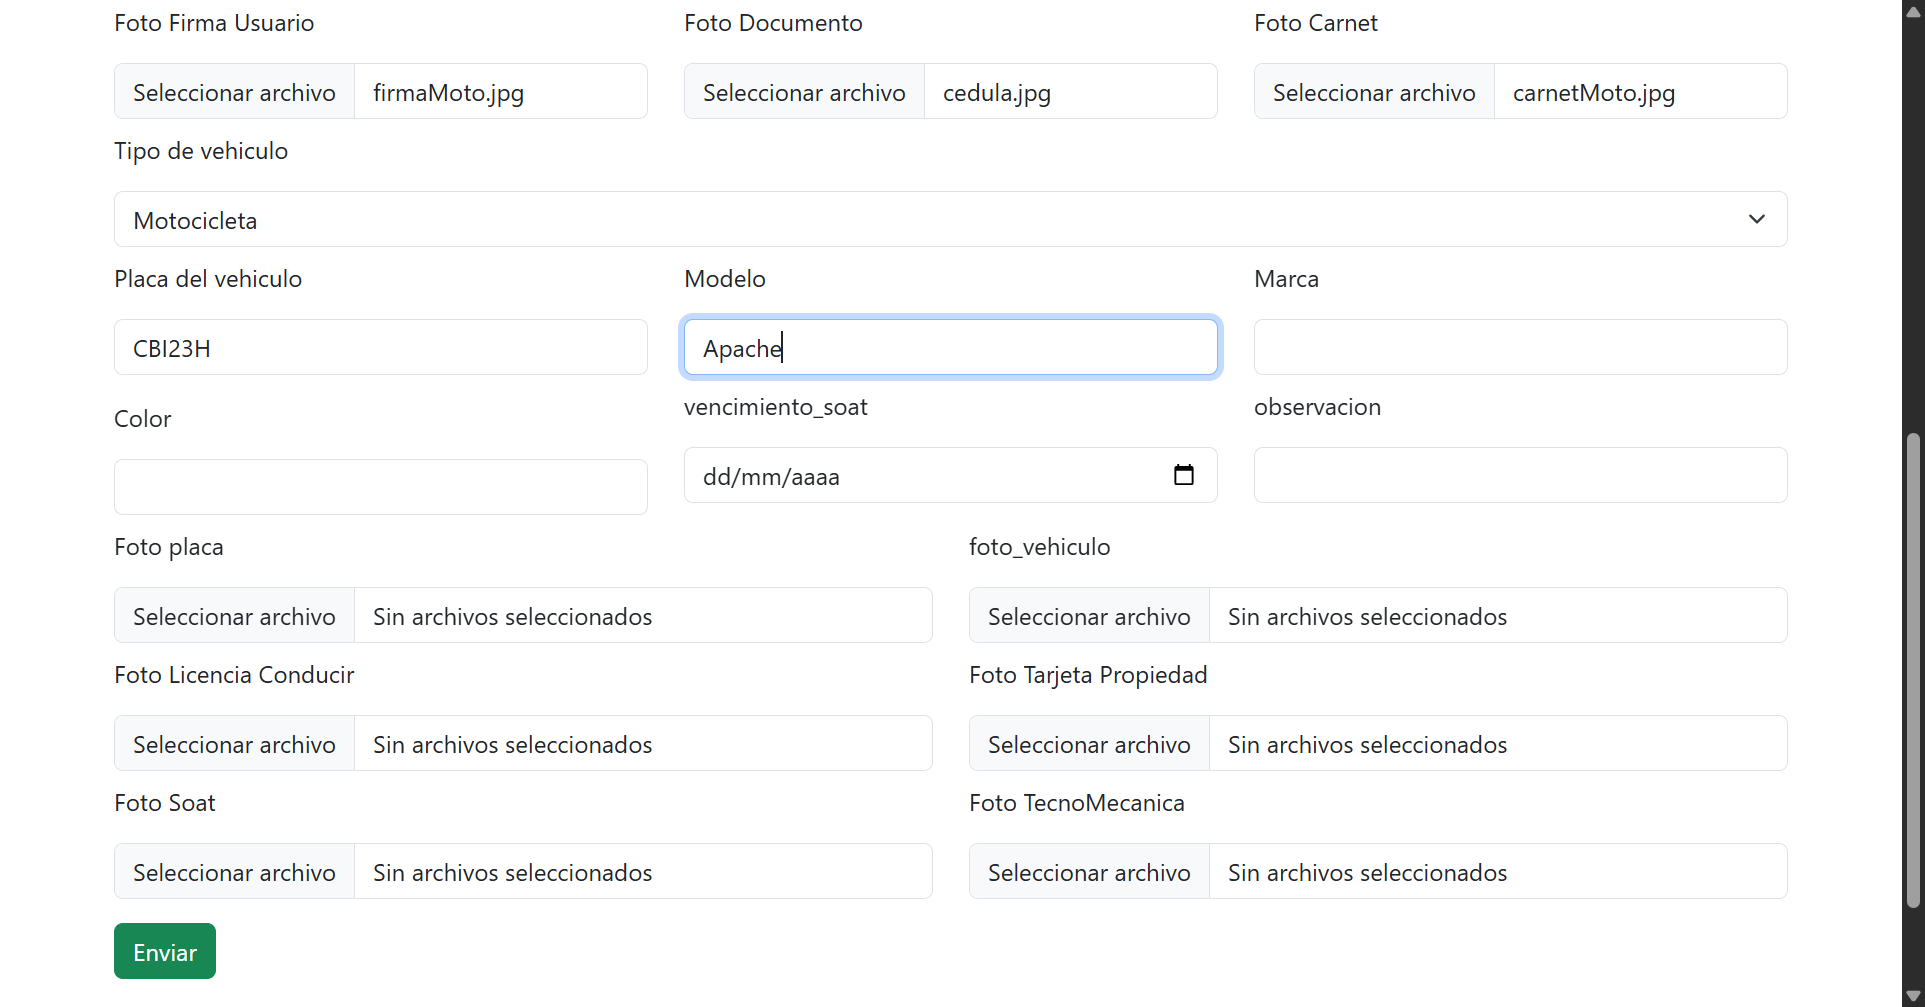 Foto Firma Usuario Foto Documento Foto Carnet
Seleccionar archivo firmaMoto.jpg Seleccionar archivo cedula.jpg Seleccionar archivo carnetMoto.jpg
Tipo de vehiculo
Motocicleta
Placa del vehiculo Modelo Marca
CBI23H Apache
Color vencimiento_soat observacion
dd/mm/aaaa
Foto placa foto_vehiculo
Seleccionar archivo Sin archivos seleccionados Seleccionar archivo Sin archivos seleccionados
Foto Licencia Conducir Foto Tarjeta Propiedad
Seleccionar archivo Sin archivos seleccionados Seleccionar archivo Sin archivos seleccionados
Foto Soat Foto TecnoMecanica
Seleccionar archivo Sin archivos seleccionados Seleccionar archivo Sin archivos seleccionados
Enviar